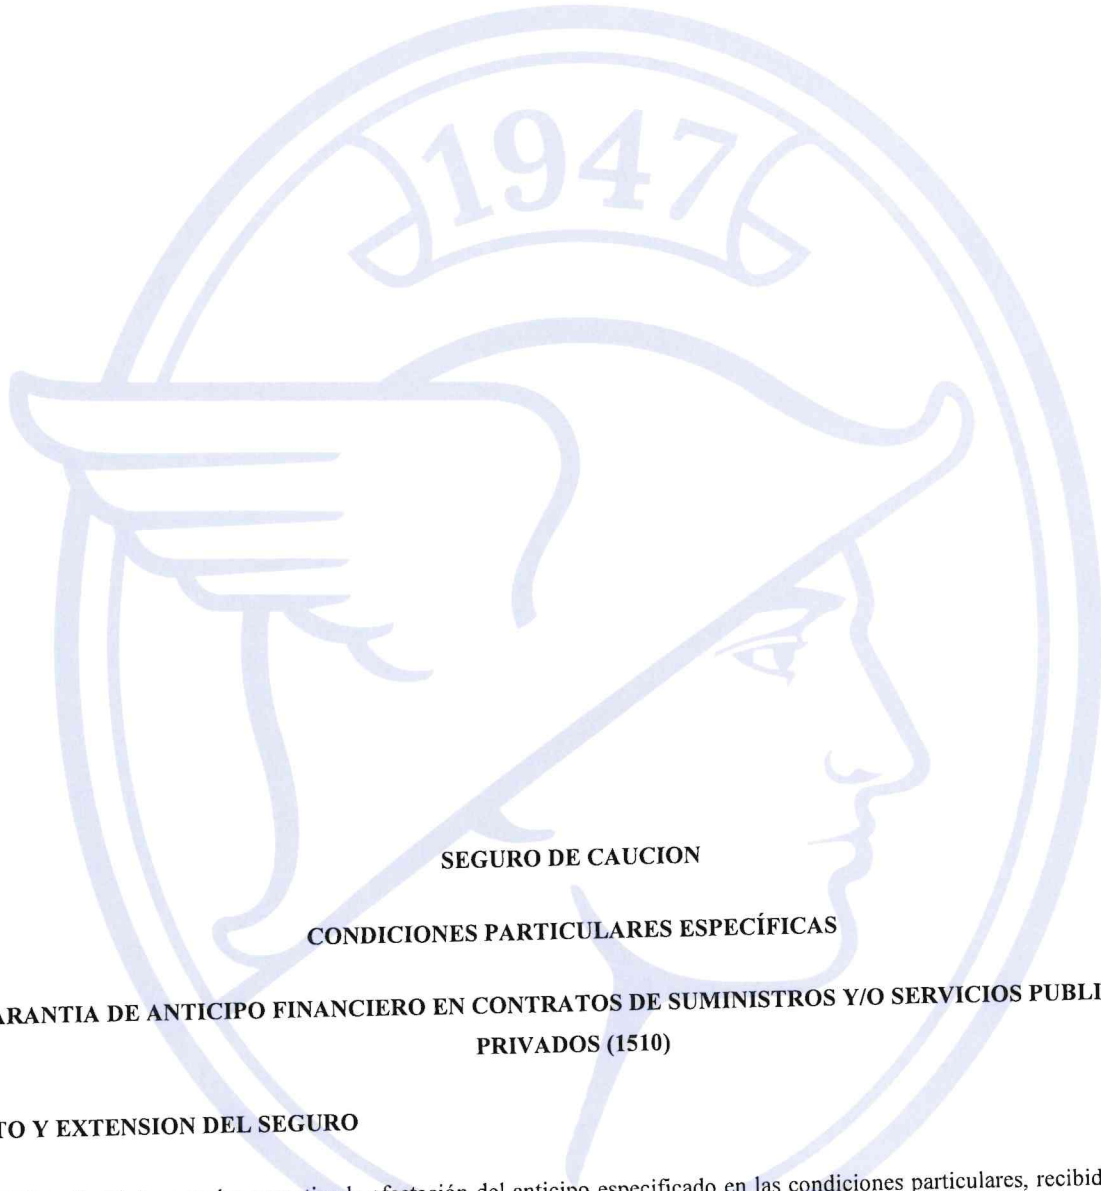 1947
SEGURO DE CAUCION
CONDICIONES PARTICULARES ESPECÍFICAS
ARANTIA DE ANTICIPO FINANCIERO EN CONTRATOS DE SUMINISTROS Y/O SERVICIOS PUBLI
PRIVADOS (1510)
TO Y EXTENSION DEL SEGURO
del anticipo especificado en las condiciones particulares, recibid